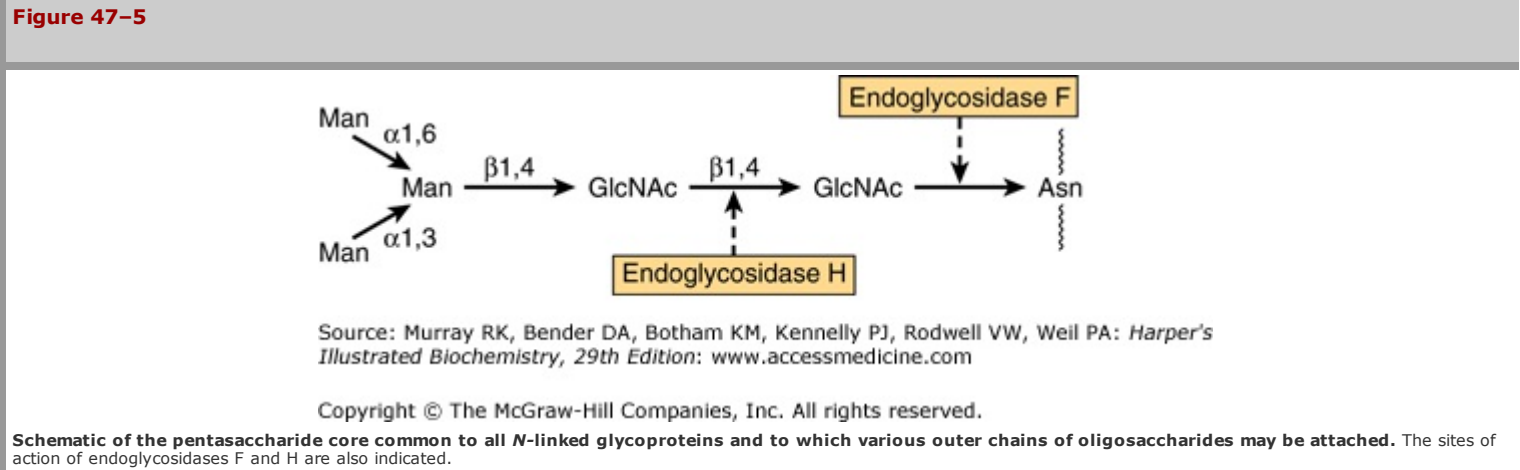 Figure 47–5
Endoglycosidase F
Man
α1,6
β1,4
β1,4
Man
GlcNAc
GlcNAc
Asn
α1,3
Man
Endoglycosidase H
Source: Murray RK, Bender DA, Botham KM, Kennelly PJ, Rodwell VW, Weil PA: Harper's
Illustrated Biochemistry, 29th Edition: www.accessmedicine.com
Copyright © The McGraw-Hill Companies, Inc. All rights reserved.
Schematic of the pentasaccharide core common to all N-linked glycoproteins and to which various outer chains of oligosaccharides may be attached. The sites of
action of endoglycosidases F and H are also indicated.